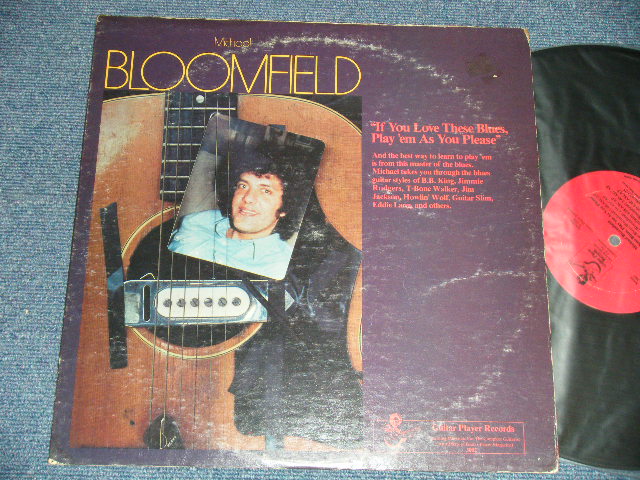 Michael
BLOOMFIELD
"If You Love These Blues,
Play 'em As You Please"
And the best way to learn to play 'em
is from this master of the blues.
Michael takes you through the blues
guitar styles of B.B. King, Jimmie
Rodgers, T-Bone Walker, Jim
Jackson, Howlin' Wolf, Guitar Slim,
Eddie Lang, and others.
Guitar Player Records
3002